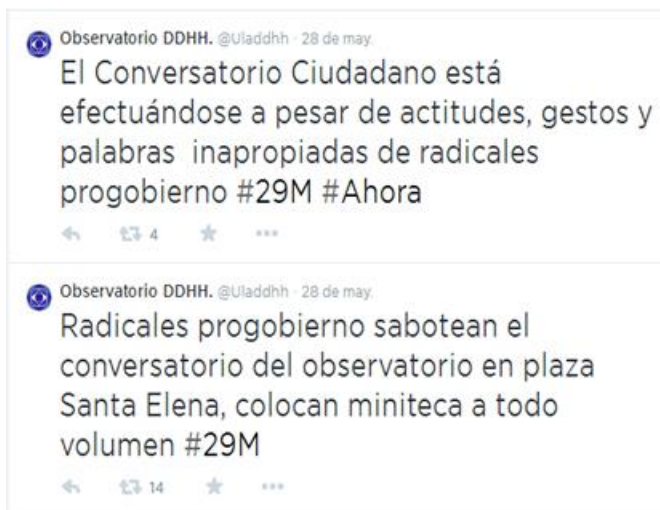 Observatorio DDHH. @Uladdhh · 28 de may.
El Conversatorio Ciudadano está
efectuándose a pesar de actitudes, gestos y
palabras inapropiadas de radicales
progobierno #29M #Ahora
4
Observatorio DDHH. @Uladdhh · 28 de may.
Radicales progobierno sabotean el
conversatorio del observatorio en plaza
Santa Elena, colocan miniteca a todo
volumen #29M
14